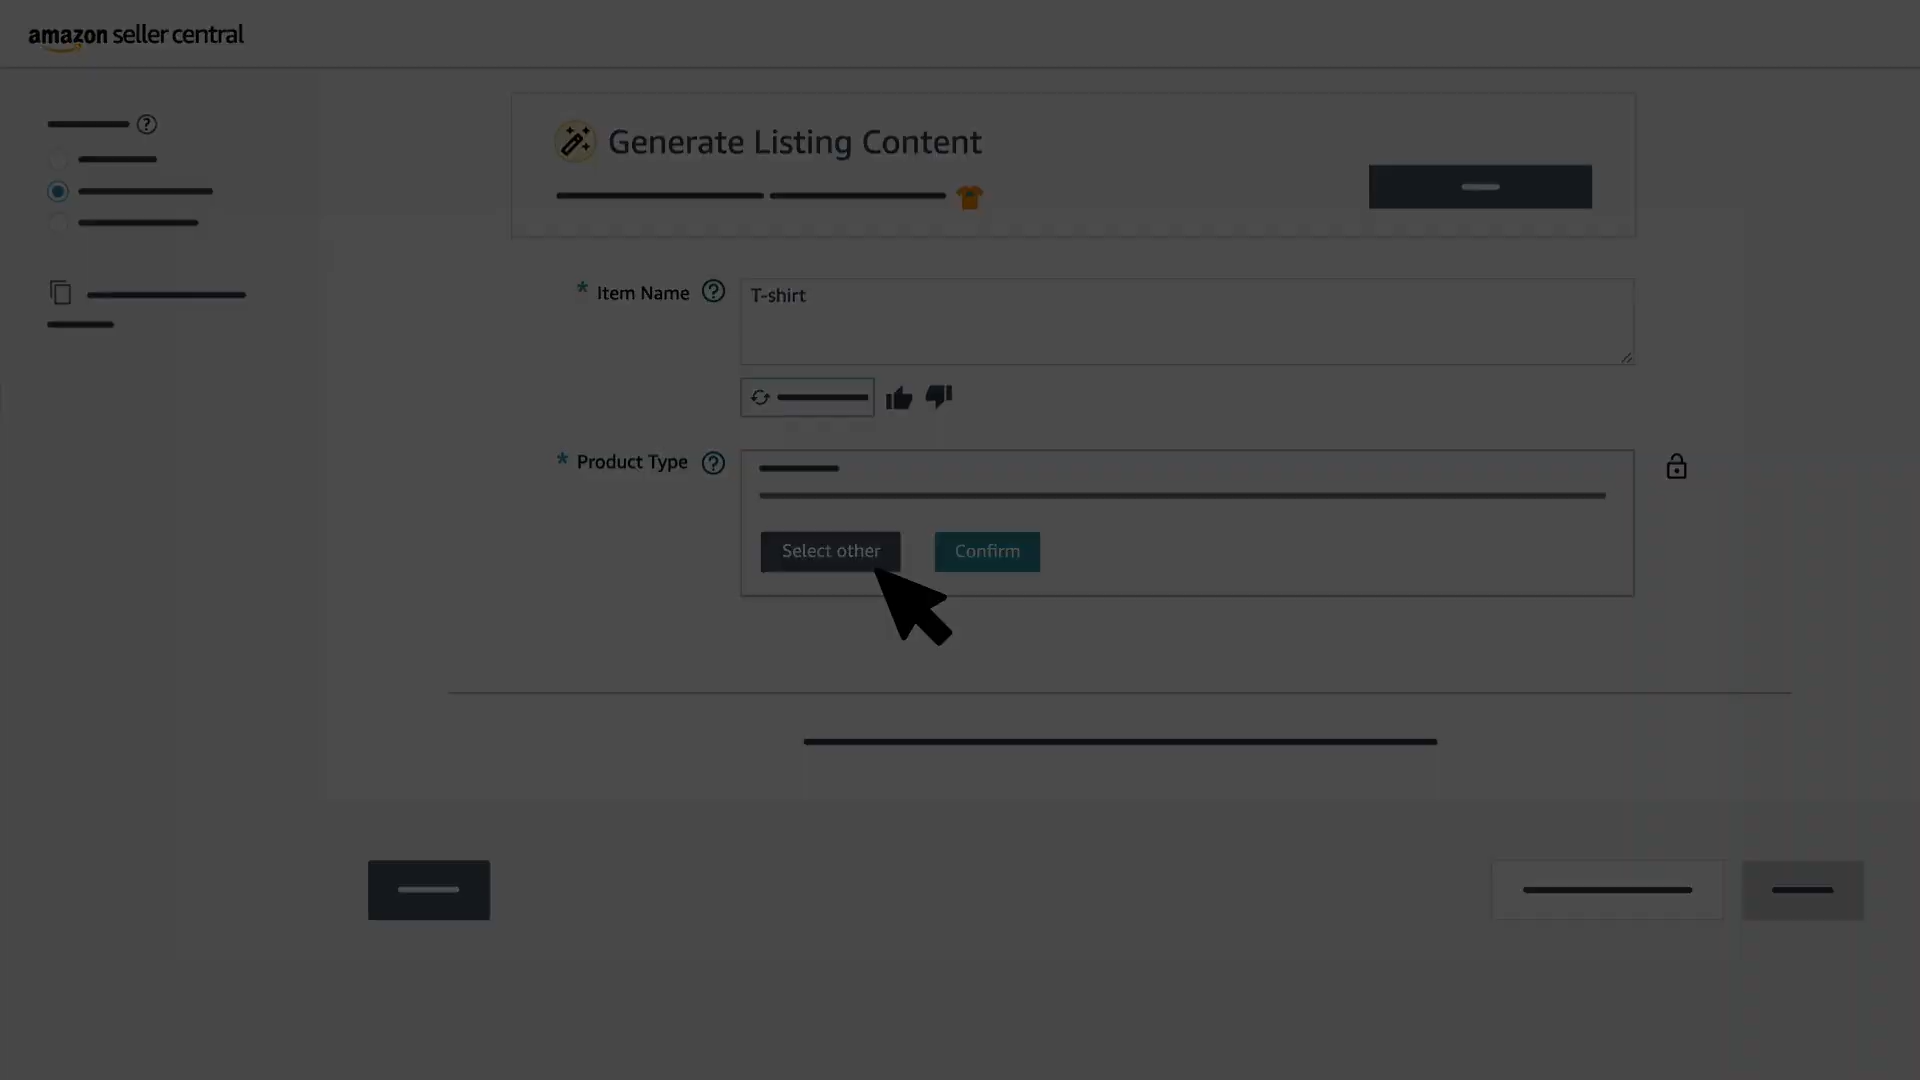 amazon seller central
Generate Listing Content
* Item Name
T-shirt
* Product Type
Select other
Confirm